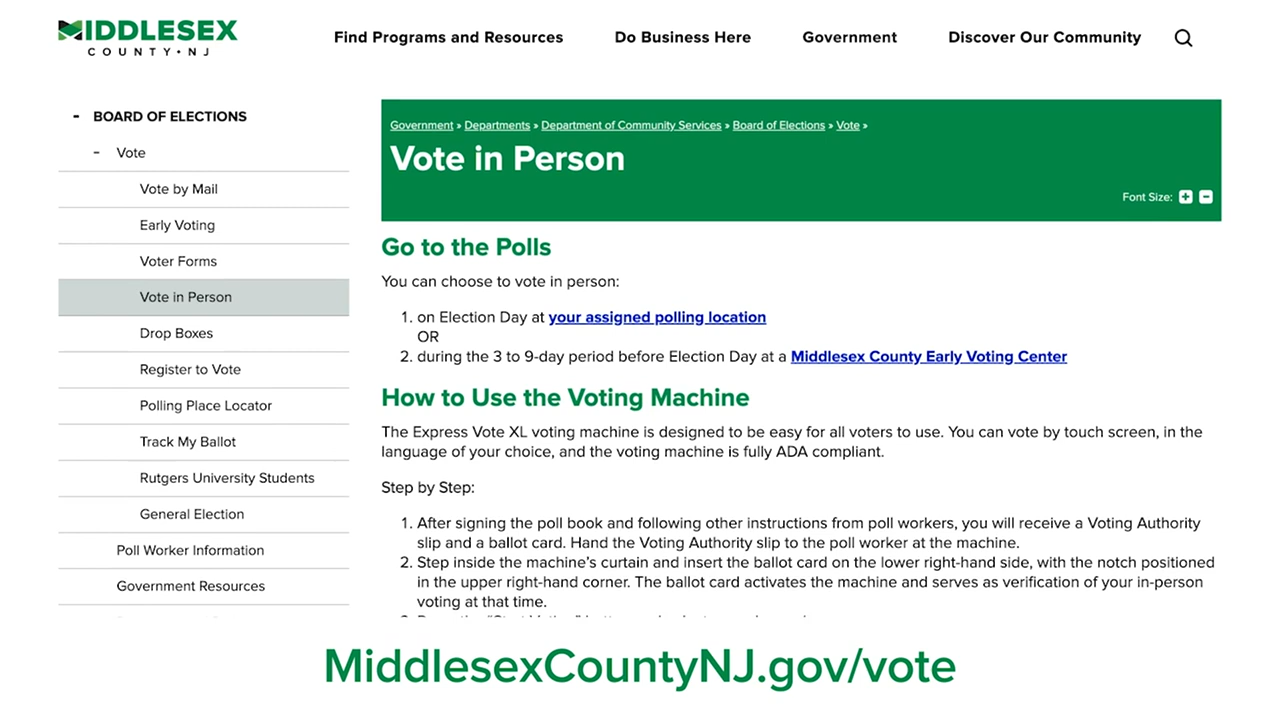 MIDDLESEX
COUNTY • NJ
Find Programs and Resources
Do Business Here
Government
Discover Our Community
- BOARD OF ELECTIONS
- Vote
Vote by Mail
Early Voting
Voter Forms
Vote in Person
Drop Boxes
Register to Vote
Polling Place Locator
Track My Ballot
Rutgers University Students
General Election
Poll Worker Information
Government Resources
Government » Departments » Department of Community Services » Board of Elections » Vote »
Vote in Person
Font Size: + -
Go to the Polls
You can choose to vote in person:
1. on Election Day at your assigned polling location
OR
2. during the 3 to 9-day period before Election Day at a Middlesex County Early Voting Center
How to Use the Voting Machine
The Express Vote XL voting machine is designed to be easy for all voters to use. You can vote by touch screen, in the
language of your choice, and the voting machine is fully ADA compliant.
Step by Step:
1. After signing the poll book and following other instructions from poll workers, you will receive a Voting Authority
slip and a ballot card. Hand the Voting Authority slip to the poll worker at the machine.
2. Step inside the machine's curtain and insert the ballot card on the lower right-hand side, with the notch positioned
in the upper right-hand corner. The ballot card activates the machine and serves as verification of your in-person
voting at that time.
MiddlesexCountyNJ.gov/vote